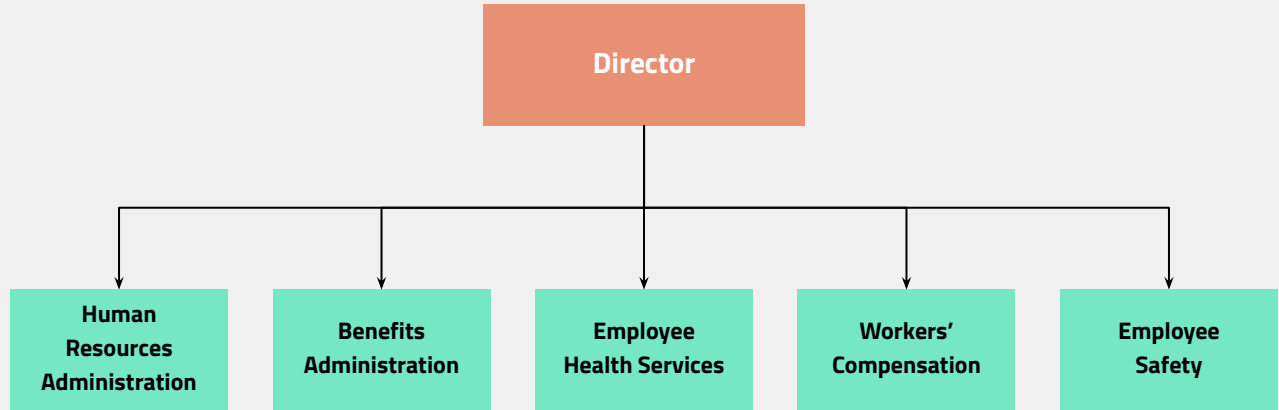 Director
Human
Resources
Administration
Benefits
Administration
Employee
Health Services
Workers’
Compensation
Employee
Safety